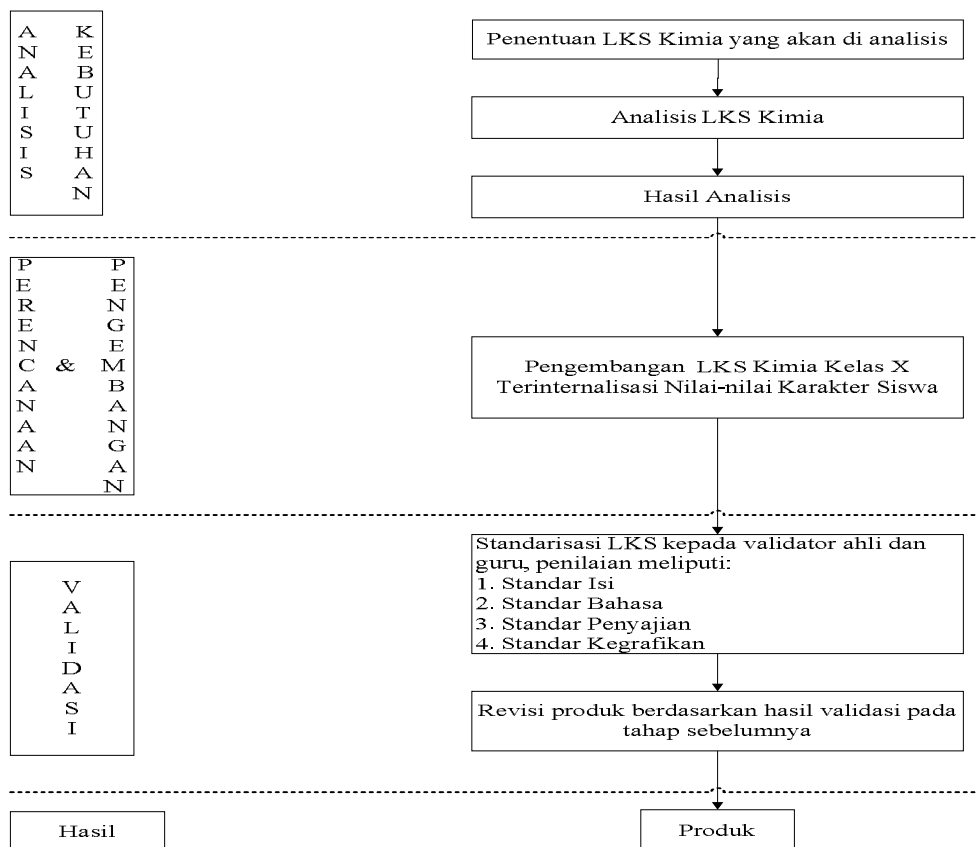 ANALISIS KEBUTUHAN
Penentuan LKS Kimia yang akan di analisis
Analisis LKS Kimia
Hasil Analisis
PERENCANAAN & PENGEMBANGAN
Pengembangan LKS Kimia Kelas X
Terinternalisasi Nilai-nilai Karakter Siswa
VALIDASI
Standarisasi LKS kepada validator ahli dan
guru, penilaian meliputi:
1. Standar Isi
2. Standar Bahasa
3. Standar Penyajian
4. Standar Kegrafikan
Revisi produk berdasarkan hasil validasi pada
tahap sebelumnya
Hasil
Produk